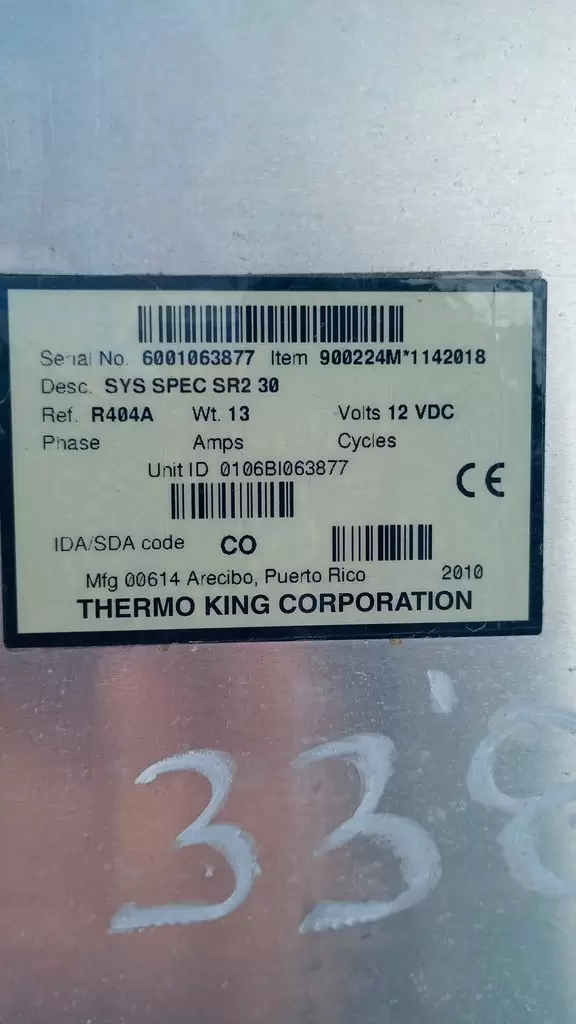 Serial No. 6001063877 Item 900224M*1142018
Desc. SYS SPEC SR2 30
Ref. R404A Wt. 13 Volts 12 VDC
Phase Amps Cycles
Unit ID 0106BI063877
CE
IDA/SDA code CO
Mfg 00614 Arecibo, Puerto Rico 2010
THERMO KING CORPORATION
33'8